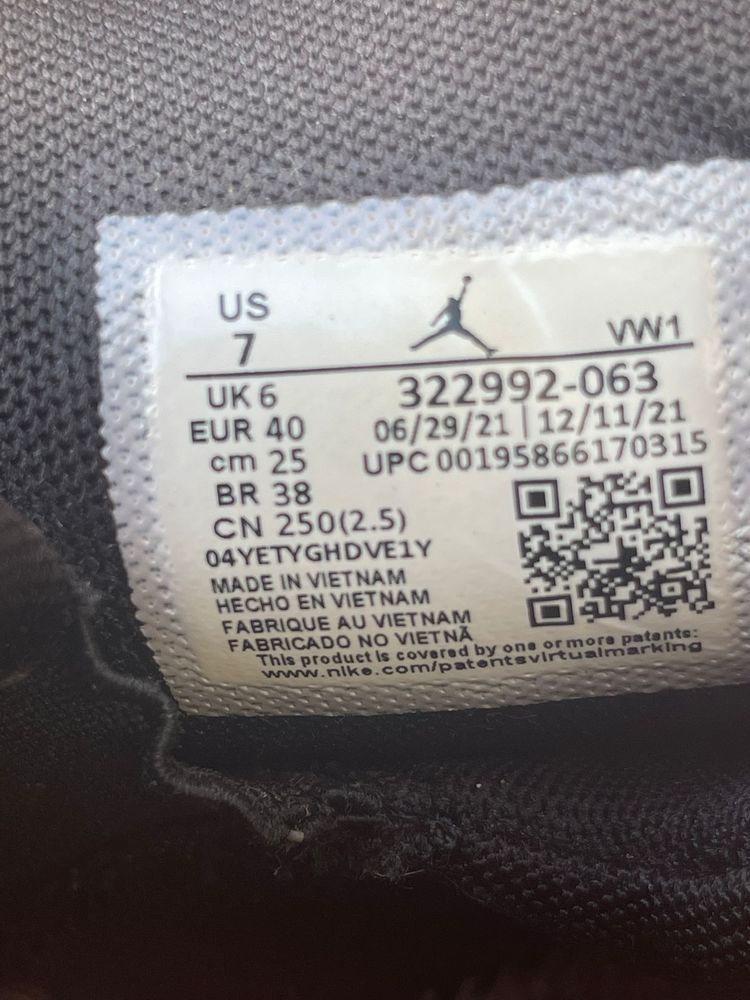 US
7
VW1
UK 6
322992-063
EUR 40
06/29/21 | 12/11/21
cm 25
UPC 00195866170315
BR 38
CN 250(2.5)
04YETYGHDVE1Y
MADE IN VIETNAM
HECHO EN VIETNAM
FABRIQUE AU VIETNAM
FABRICADO NO VIETNÃ
This product is covered by one or more patents:
www.nike.com/patentsvirtualmarking